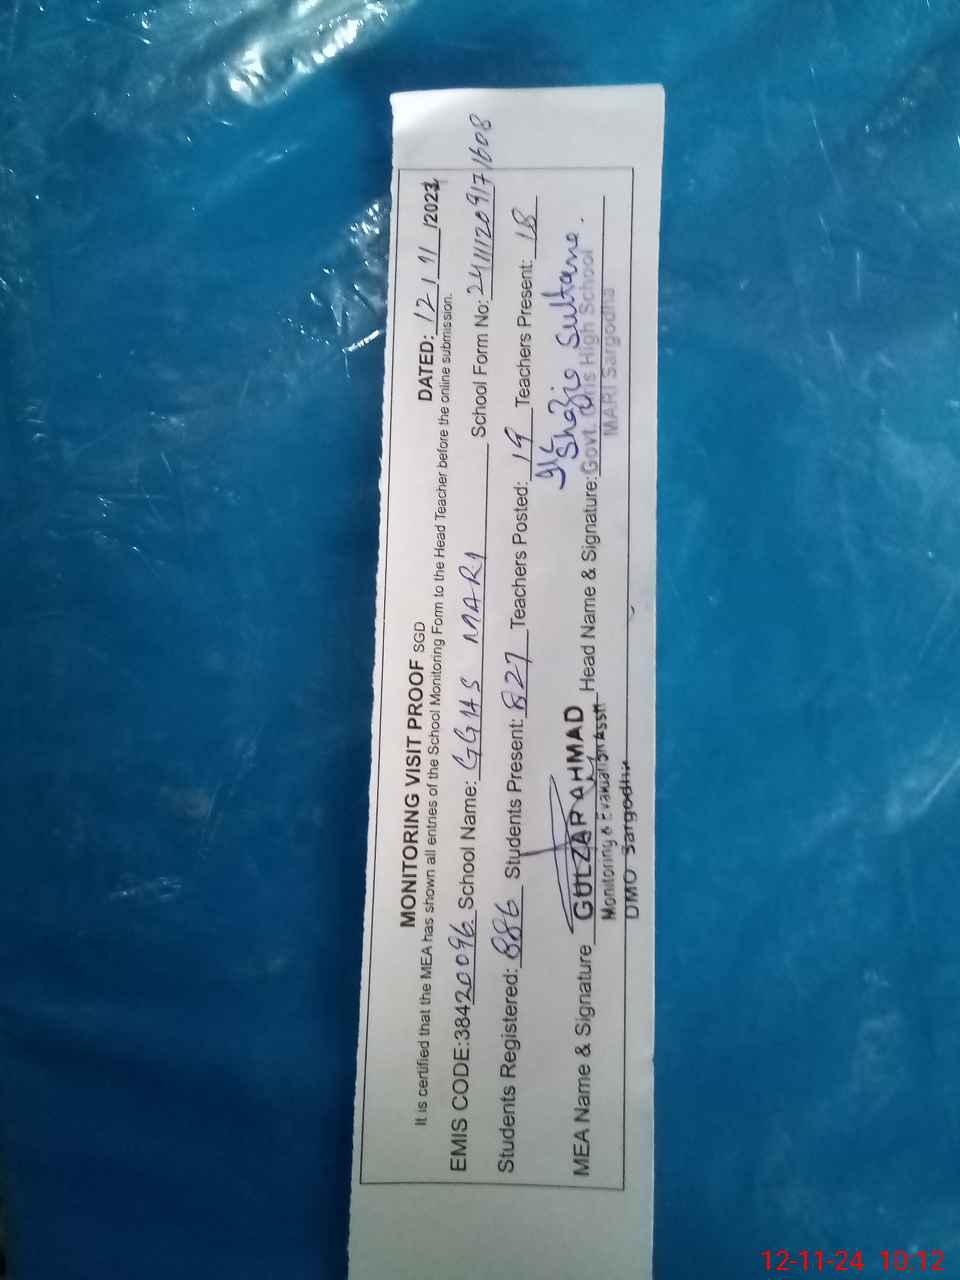 MONITORING VISIT PROOF SGD DATED: 12/11/2024
It is certified that the MEA has shown all entries of the School Monitoring Form to the Head Teacher before the online submission.
EMIS CODE:38420096 School Name: GGHS MARI School Form No: 24111209171608
Students Registered: 886 Students Present: 827 Teachers Posted: 19 Teachers Present: 18
I/C
Shazia Sultana.
MEA Name & Signature GULZAR AHMAD Head Name & Signature: Govt. Girls High School
Monitoring & Evaluation Asstt MARI Sargodha
DMO Sargodha
12-11-24 10:12